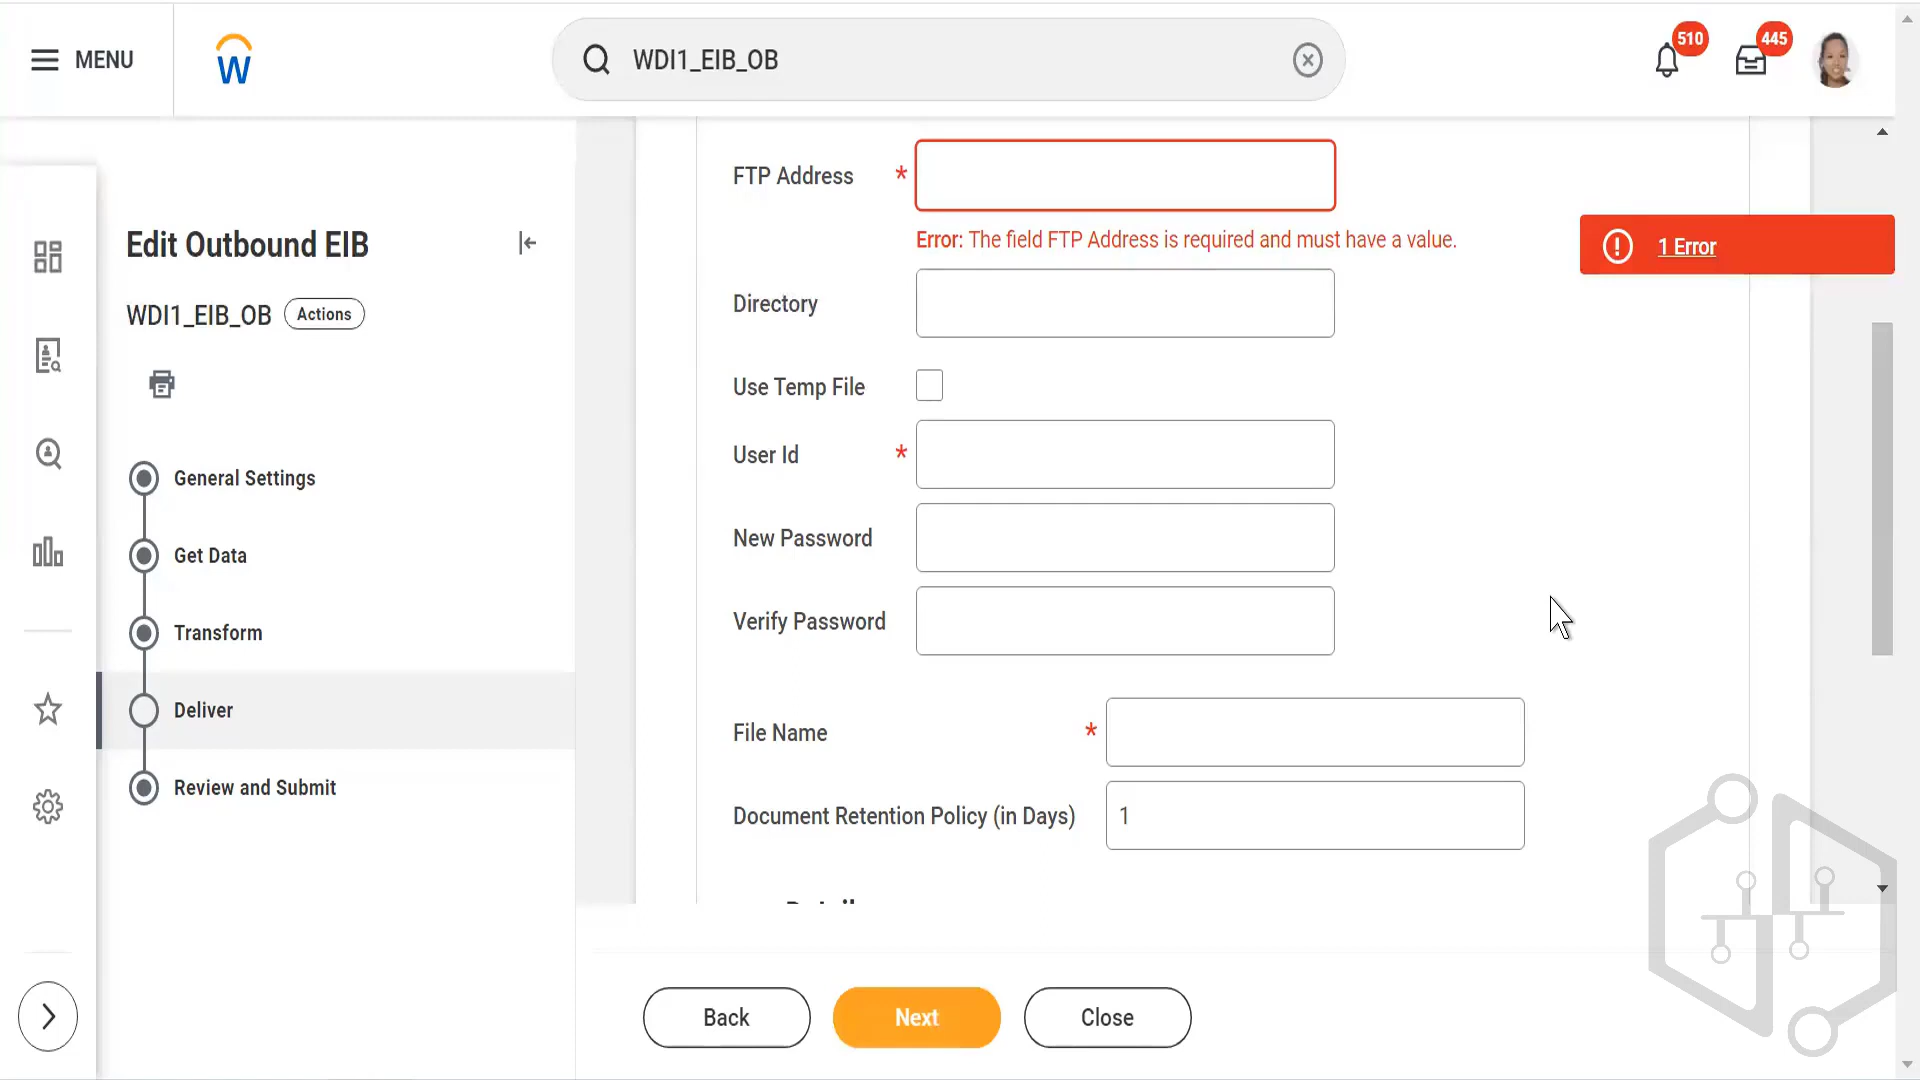 MENU
W
WDI1_EIB_OB
510
445
Edit Outbound EIB
WDI1_EIB_OB
Actions
General Settings
Get Data
Transform
Deliver
Review and Submit
FTP Address *
Error: The field FTP Address is required and must have a value.
1 Error
Directory
Use Temp File
User Id *
New Password
Verify Password
File Name *
Document Retention Policy (in Days)
1
Back
Next
Close